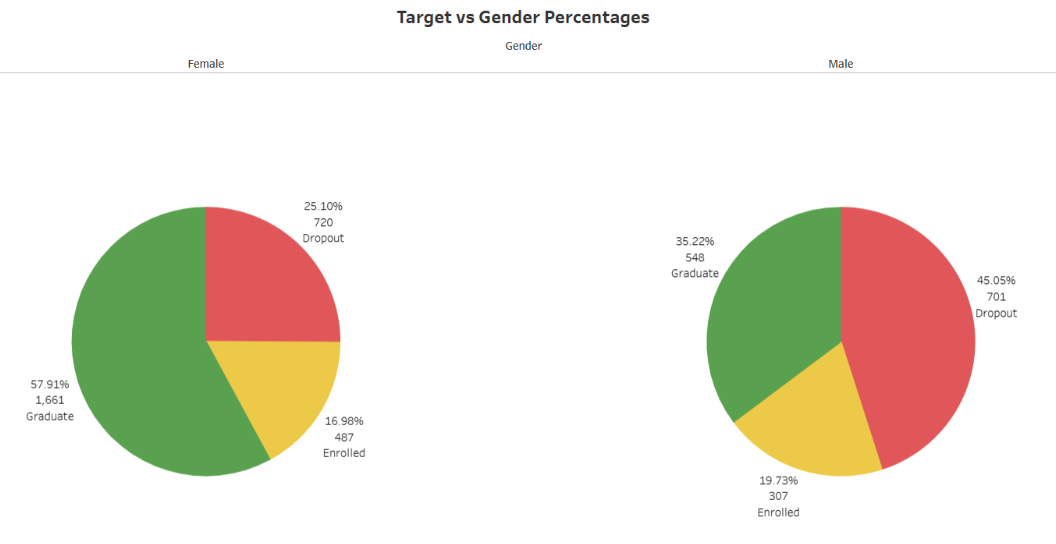 Target vs Gender Percentages
Gender
Female
Male
25.10%
720
Dropout
57.91%
1,661
Graduate
16.98%
487
Enrolled
35.22%
548
Graduate
45.05%
701
Dropout
19.73%
307
Enrolled